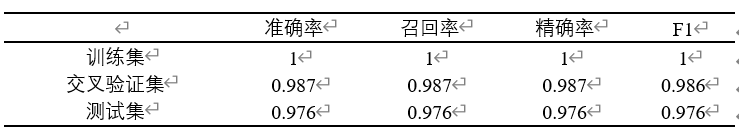 准确率 召回率 精确率 F1
训练集 1 1 1 1
交叉验证集 0.987 0.987 0.987 0.986
测试集 0.976 0.976 0.976 0.976